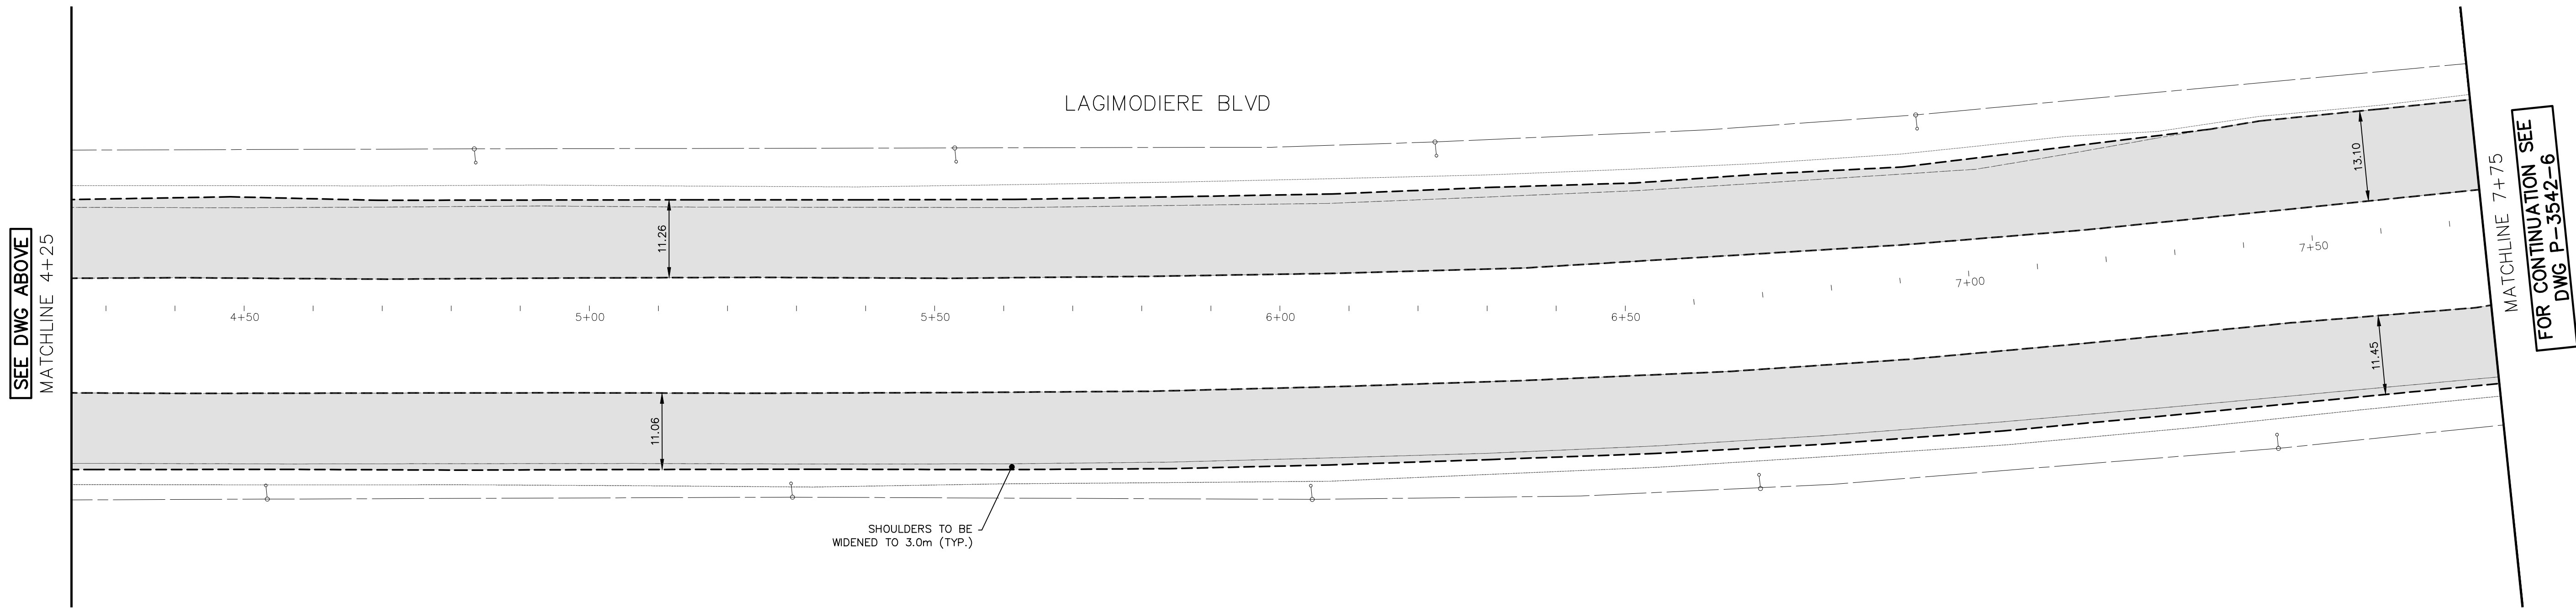 LAGIMODIERE BLVD
SEE DWG ABOVE
MATCHLINE 4+25
11.26
13.10
4+50
5+00
5+50
6+00
6+50
7+00
7+50
MATCHLINE 7+75
FOR CONTINUATION SEE
DWG P-3542-6
11.06
11.45
SHOULDERS TO BE
WIDENED TO 3.0m (TYP.)